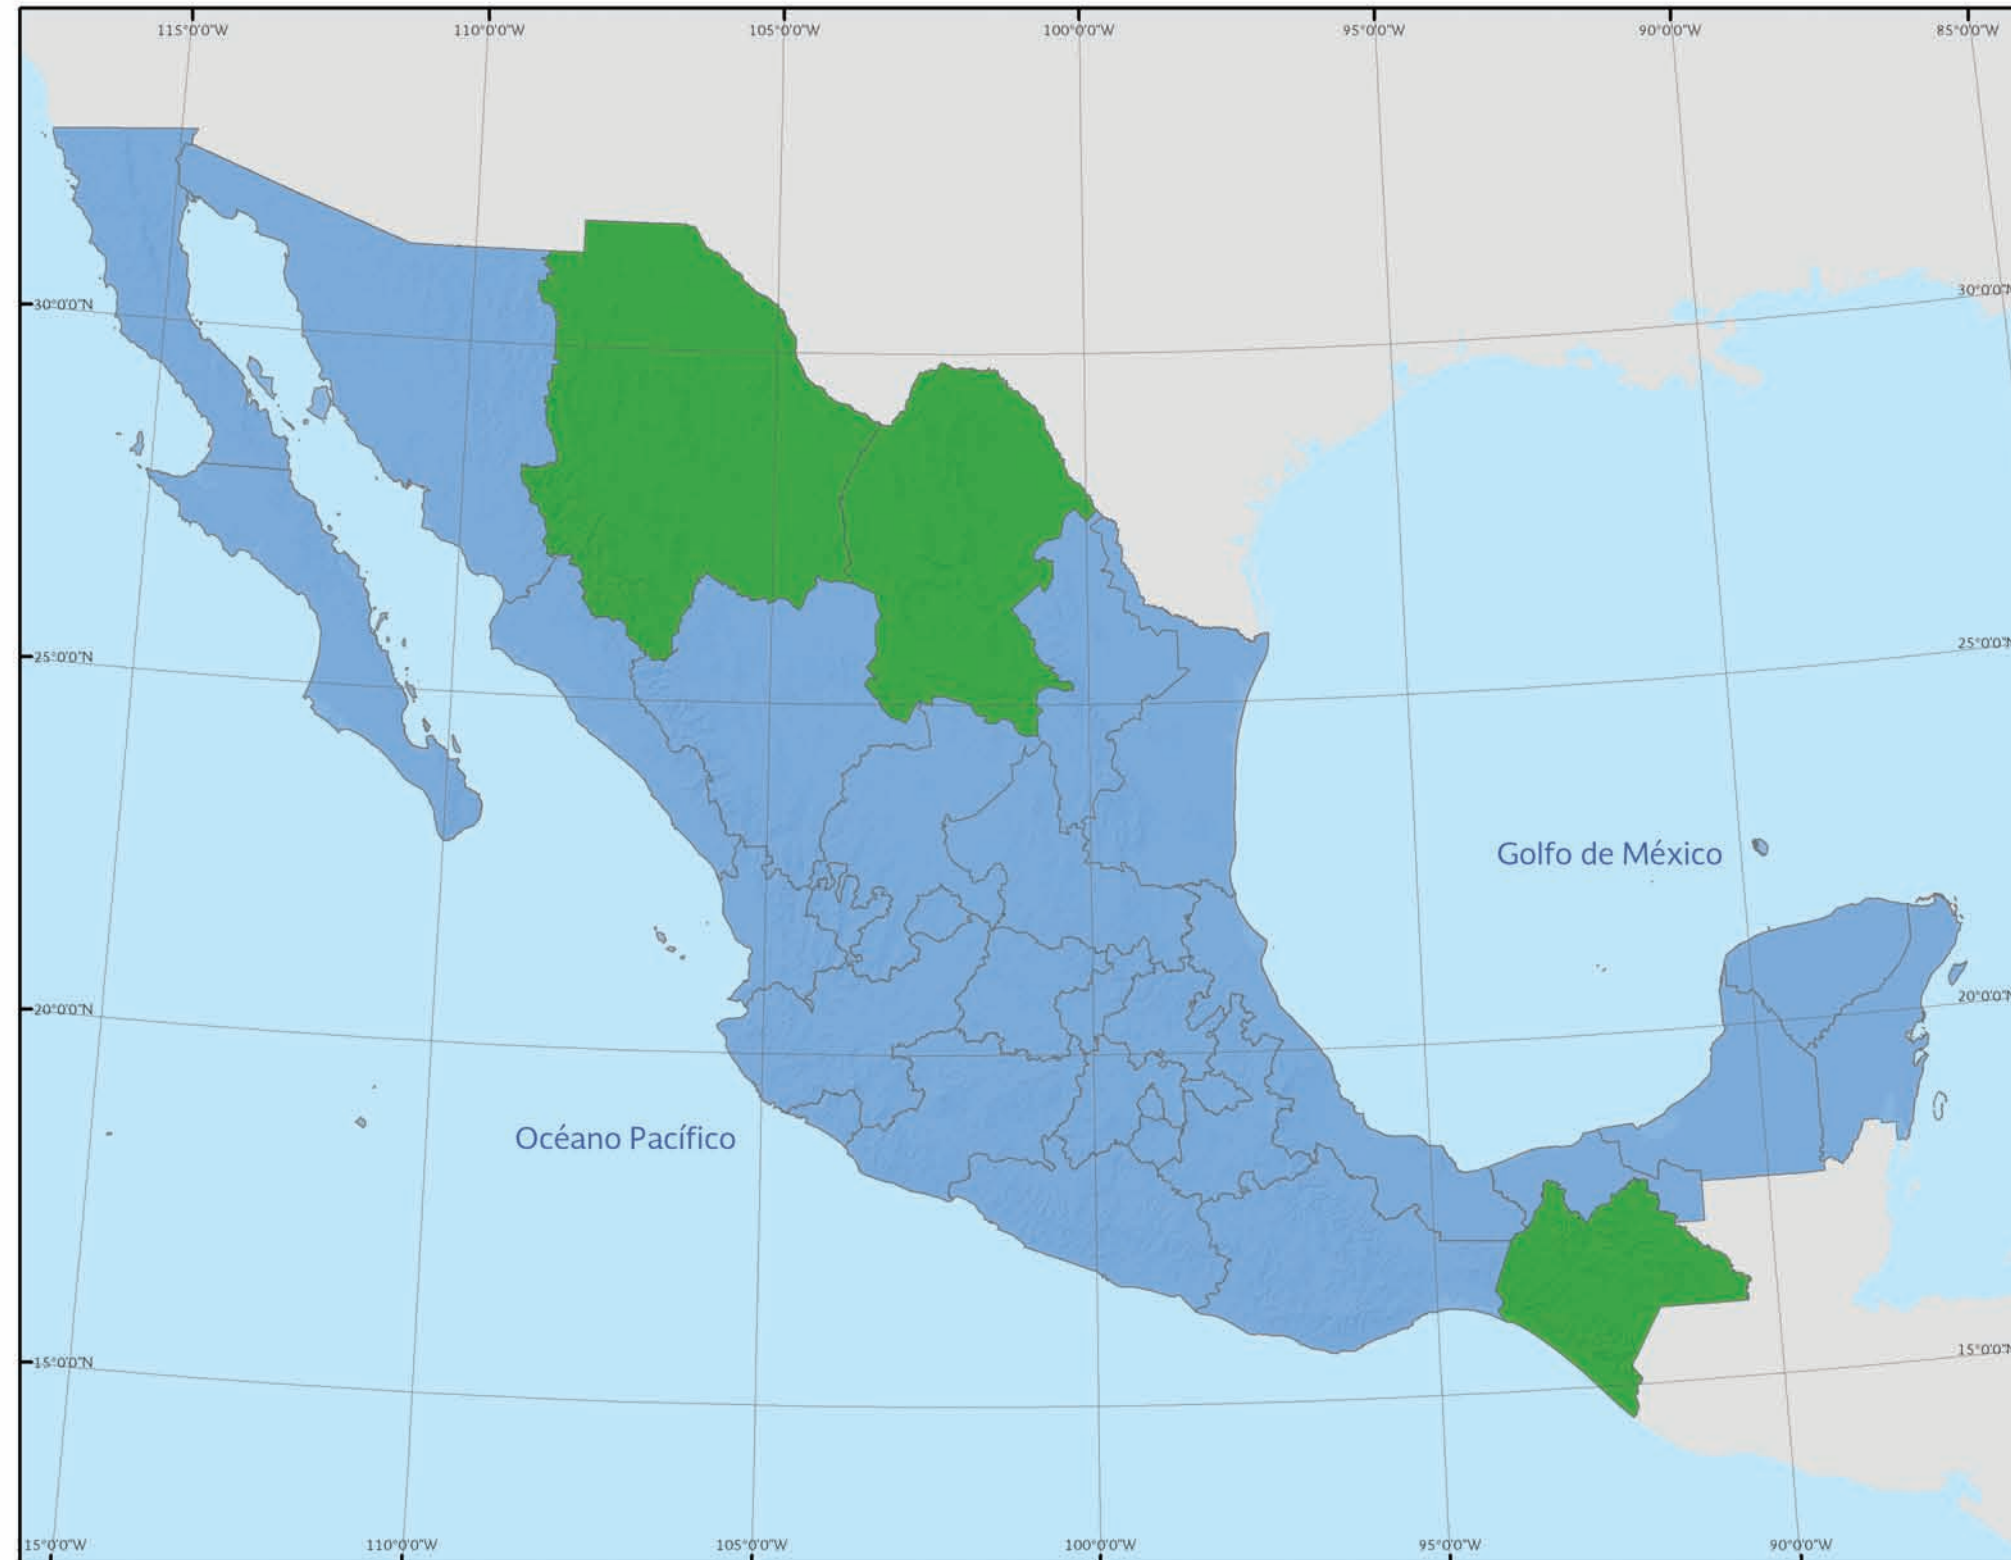 115°0'0"W 110°0'0"W 105°0'0"W 100°0'0"W 95°0'0"W 90°0'0"W 85°0'0"W
30°0'0"N 30°0'0"N
25°0'0"N 25°0'0"N
Golfo de México
20°0'0"N 20°0'0"N
Océano Pacífico
15°0'0"N 15°0'0"N
15°0'0"W 110°0'0"W 105°0'0"W 100°0'0"W 95°0'0"W 90°0'0"W